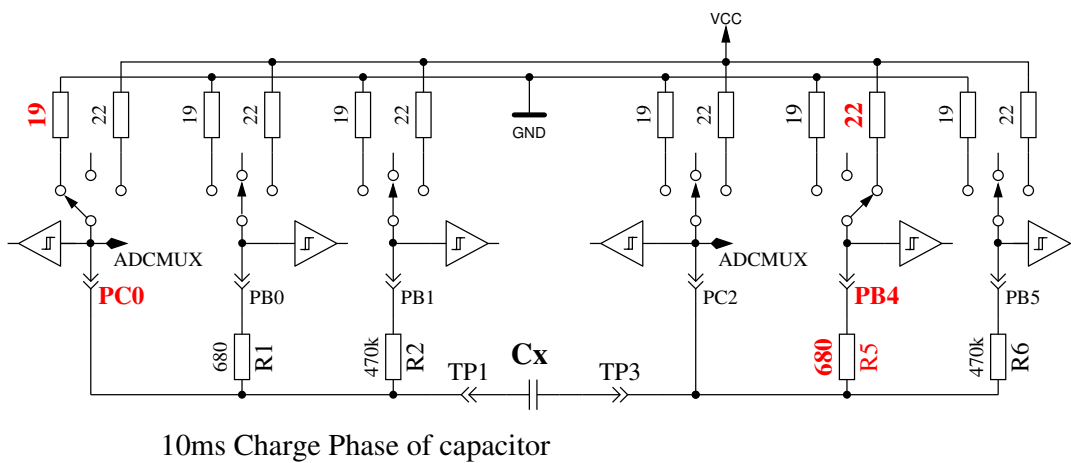 VCC
19 22 19 22 19 22 19 22 19 22 19 22
GND
ADCMUX ADCMUX
PC0 PB0 PB1 PC2 PB4 PB5
680 R1 470k R2 680 R5 470k R6
TP1 Cx TP3
10ms Charge Phase of capacitor